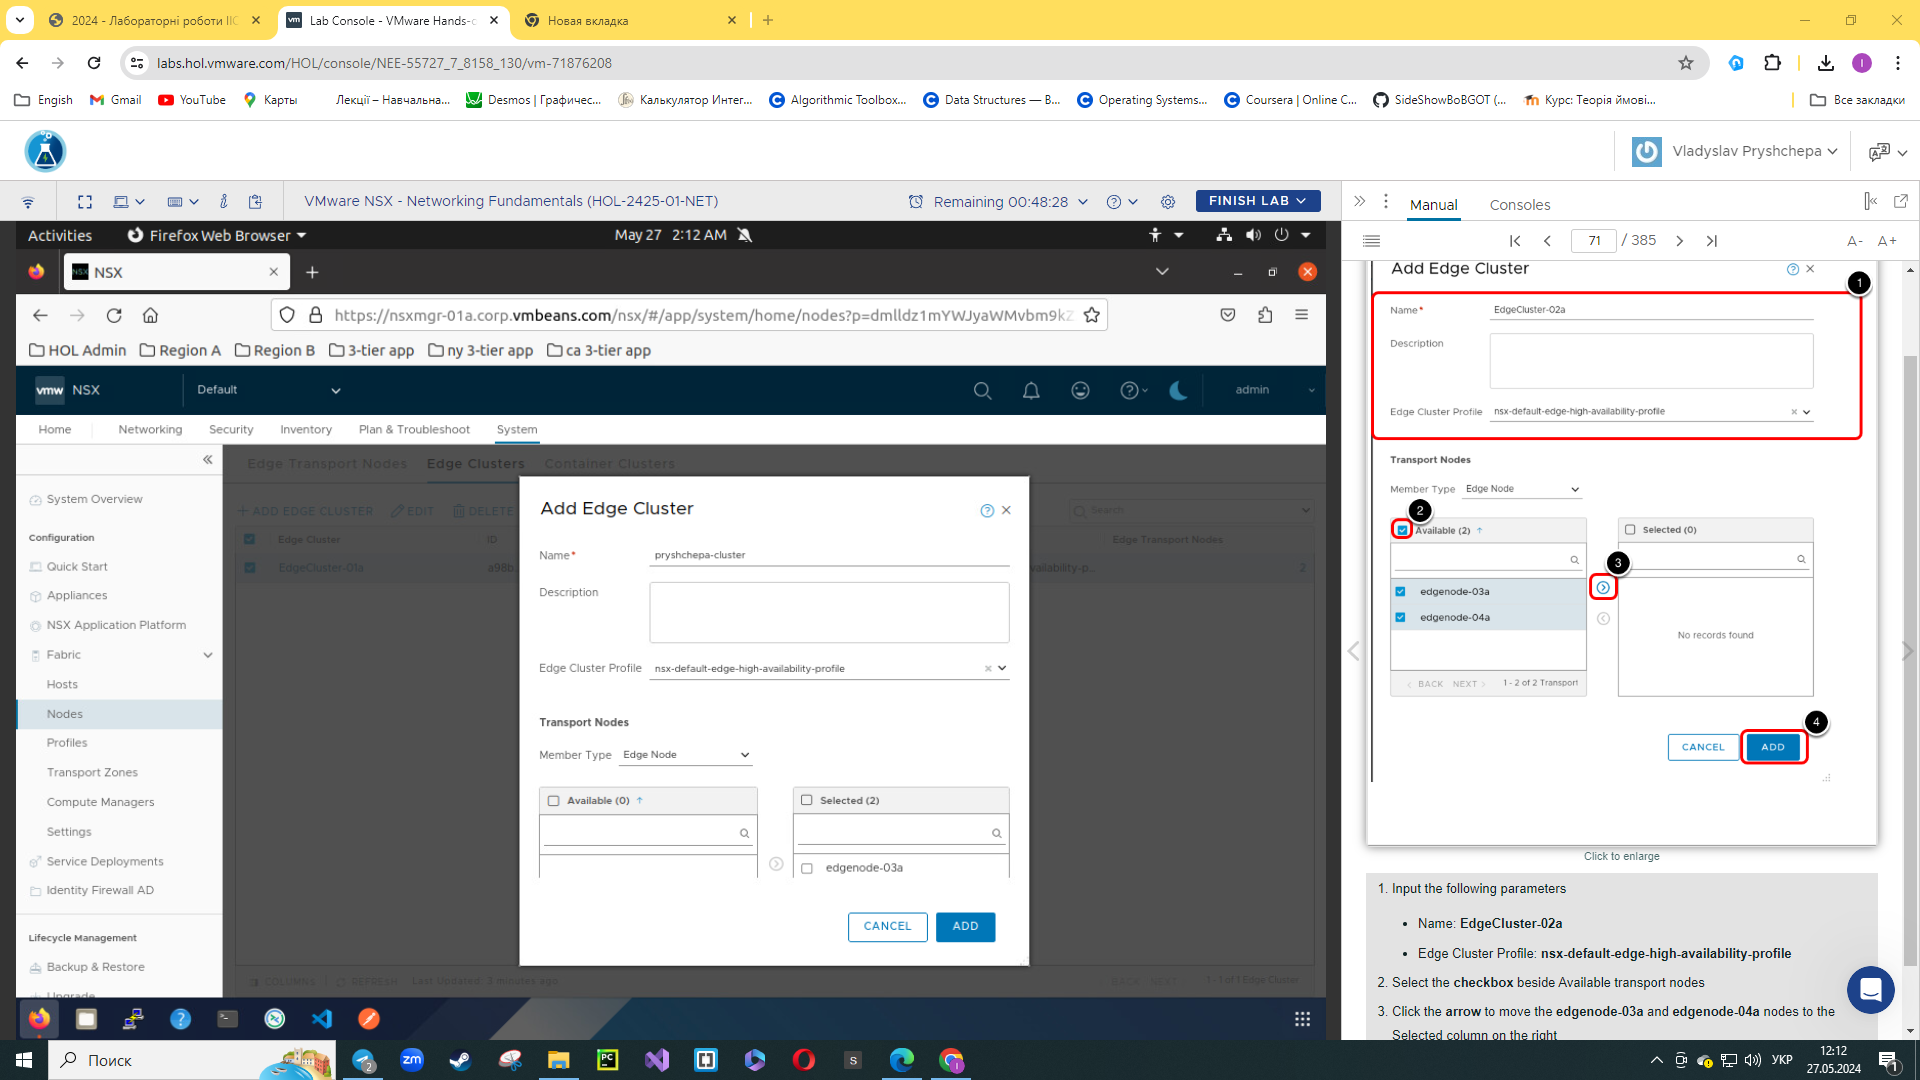 2024 - Лабораторні роботи ІІС
Lab Console - VMware Hands-o
Новая вкладка
labs.hol.vmware.com/HOL/console/NEE-55727_7_8158_130/vm-71876208
I
Engish
Gmail
YouTube
Карты
Лекції – Навчальна...
Desmos | Графичес...
Калькулятор Интег...
Algorithmic Toolbox...
Data Structures — B...
Operating Systems...
Coursera | Online C...
SideShowBoBGOT (...
Курс: Теорія ймові...
Все закладки
Vladyslav Pryshchepa
VMware NSX - Networking Fundamentals (HOL-2425-01-NET)
Remaining 00:48:28
FINISH LAB
Manual
Consoles
Activities
Firefox Web Browser
May 27 2:12 AM
71 / 385
A-
A+
NSX
https://nsxmgr-01a.corp.vmbeans.com/nsx/#/app/system/home/nodes?p=dmlldz1mYWJyaWMvbm9kZ
HOL Admin
Region A
Region B
3-tier app
ny 3-tier app
ca 3-tier app
vmw NSX
Default
admin
Home
Networking
Security
Inventory
Plan & Troubleshoot
System
System Overview
Configuration
Quick Start
Appliances
NSX Application Platform
Fabric
Hosts
Nodes
Profiles
Transport Zones
Compute Managers
Settings
Service Deployments
Identity Firewall AD
Lifecycle Management
Backup & Restore
Upgrade
Edge Transport Nodes
Edge Clusters
Container Clusters
+ ADD EDGE CLUSTER
EDIT
DELETE
Search
Edge Cluster
ID
Edge Transport Nodes
EdgeCluster-01a
a98b
ailability-p...
2
COLUMNS
REFRESH
Last Updated: 3 minutes ago
BACK
NEXT
1 - 1 of 1 Edge Cluster
Add Edge Cluster
Name*
pryshchepa-cluster
Description
Edge Cluster Profile
nsx-default-edge-high-availability-profile
Transport Nodes
Member Type
Edge Node
Available (0)
Selected (2)
edgenode-03a
CANCEL
ADD
Add Edge Cluster
1
Name*
EdgeCluster-02a
Description
Edge Cluster Profile
nsx-default-edge-high-availability-profile
Transport Nodes
Member Type
Edge Node
2
Available (2)
Selected (0)
3
edgenode-03a
edgenode-04a
No records found
BACK
NEXT
1 - 2 of 2 Transport
4
CANCEL
ADD
Click to enlarge
1. Input the following parameters
• Name: EdgeCluster-02a
• Edge Cluster Profile: nsx-default-edge-high-availability-profile
2. Select the checkbox beside Available transport nodes
3. Click the arrow to move the edgenode-03a and edgenode-04a nodes to the
Selected column on the right
Поиск
2
zm
PC
S
УКР
12:12
27.05.2024
1